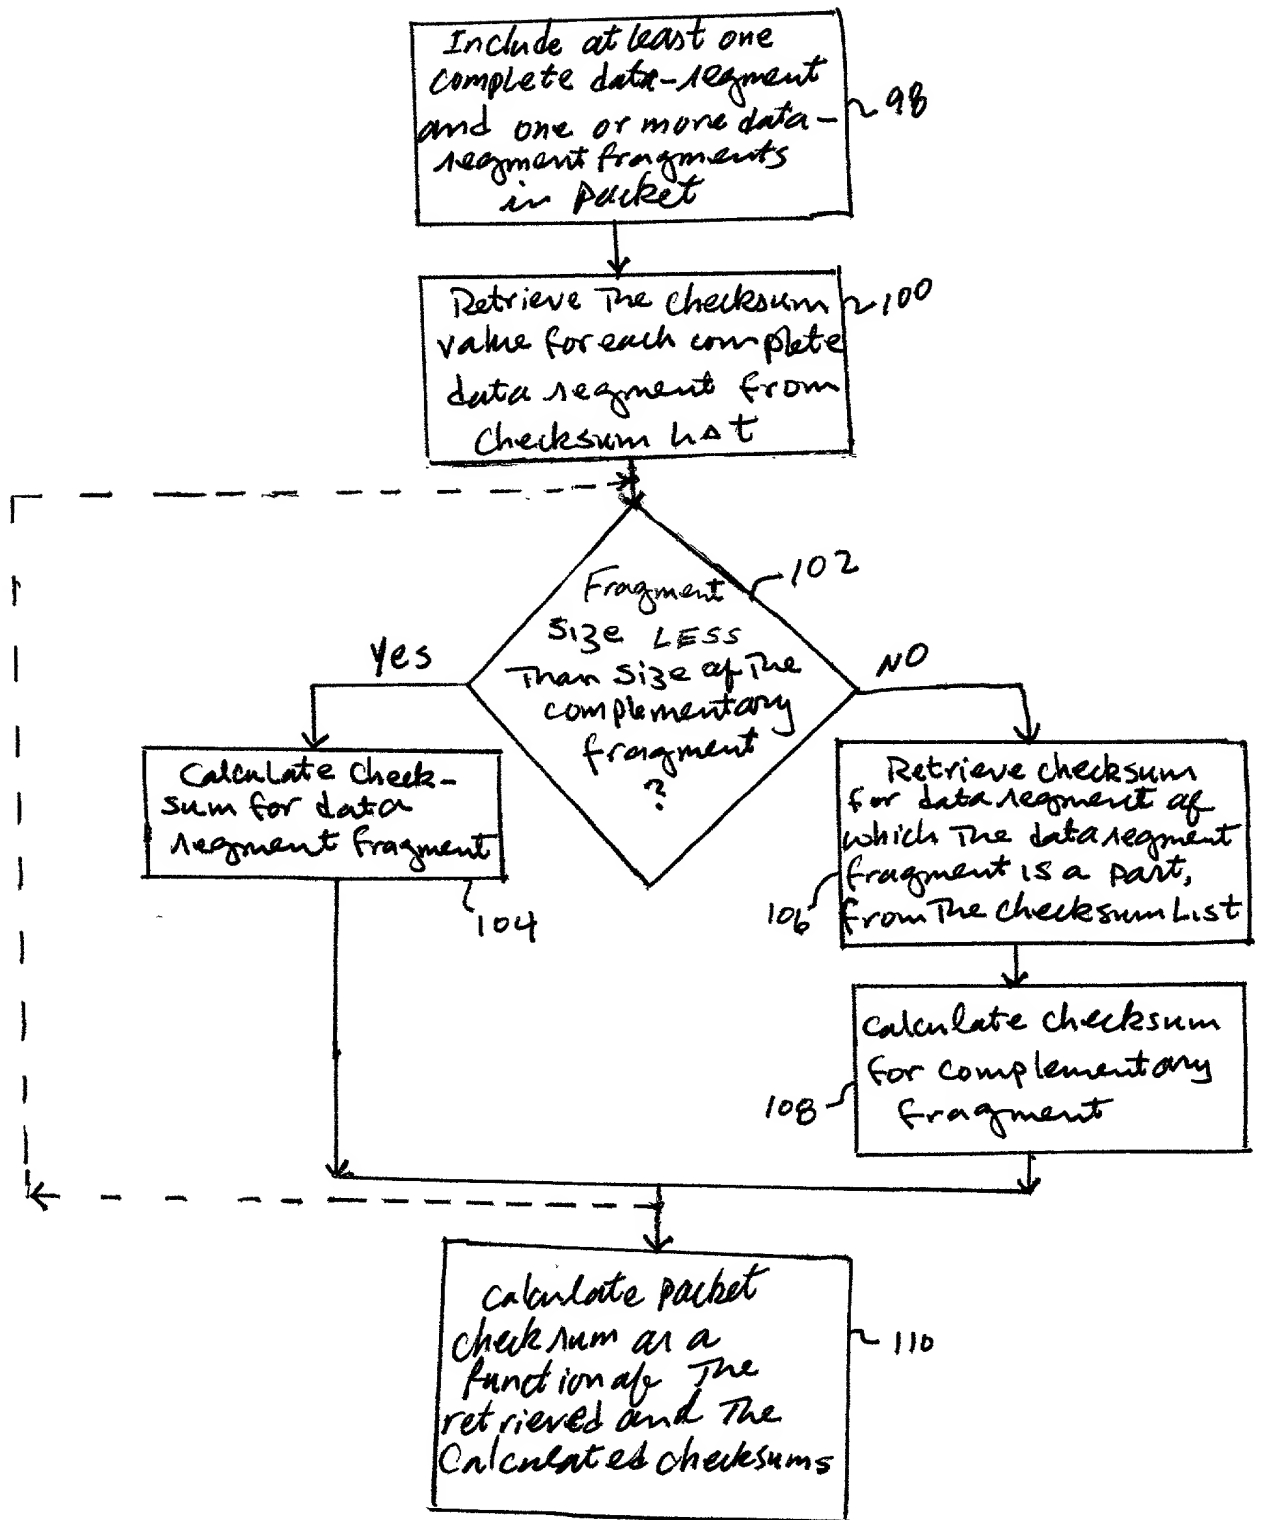 Include at least one
complete data-segment
and one or more data-
segment fragments
in packet
98
Retrieve The checksum
value for each complete
data segment from
checksum list
100
Fragment
size LESS
Than size of The
complementary
fragment
?
102
Yes
NO
Calculate Check-
sum for data
segment fragment
104
Retrieve checksum
for data segment of
which The data segment
fragment is a part,
from The checksum List
106
calculate checksum
for complementary
fragment
108
calculate packet
checksum as a
function of The
retrieved and The
Calculated checksums
110